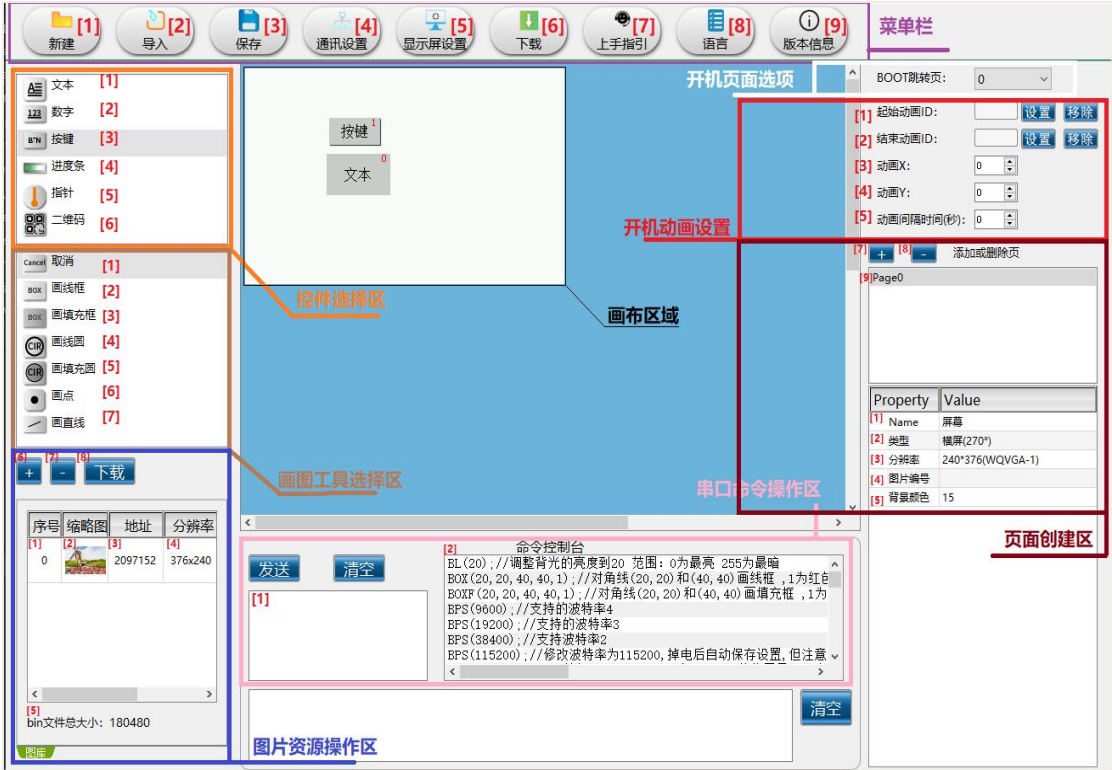 新建 [1]
导入 [2]
保存 [3]
通讯设置 [4]
显示屏设置 [5]
下载 [6]
上手指引 [7]
语言 [8]
版本信息 [9]
菜单栏
A 文本 [1]
123 数字 [2]
B'N 按键 [3]
进度条 [4]
指针 [5]
二维码 [6]
控件选择区
Cancel 取消 [1]
BOX 画线框 [2]
BOX 画填充框 [3]
CIR 画线圆 [4]
CIR 画填充圆 [5]
画点 [6]
画直线 [7]
画图工具选择区
[6] [7] [8]
+ - 下载
序号 缩略图 地址 分辨率
[1] [2] [3] [4]
0 2097152 376x240
[5]
bin文件总大小: 180480
图库
图片资源操作区
按键 1
文本 0
画布区域
开机页面选项
BOOT跳转页: 0
[1] 起始动画ID: 设置 移除
[2] 结束动画ID: 设置 移除
[3] 动画X: 0
[4] 动画Y: 0
[5] 动画间隔时间(秒): 0
开机动画设置
[7] + [8] - 添加或删除页
[9] Page0
Property Value
[1] Name 屏幕
[2] 类型 横屏(270°)
[3] 分辨率 240*376(WQVGA-1)
[4] 图片编号
[5] 背景颜色 15
页面创建区
串口命令操作区
发送 清空
[1]
[2] 命令控制台
BL(20);//调整背光的亮度到20 范围: 0为最亮 255为最暗
BOX(20,20,40,40,1);//对角线(20,20)和(40,40)画线框 ,1为红色
BOXF(20,20,40,40,1);//对角线(20,20)和(40,40)画填充框 ,1为
BPS(9600);//支持的波特率4
BPS(19200);//支持的波特率3
BPS(38400);//支持波特率2
BPS(115200);//修改波特率为115200,掉电后自动保存设置,但注意
清空